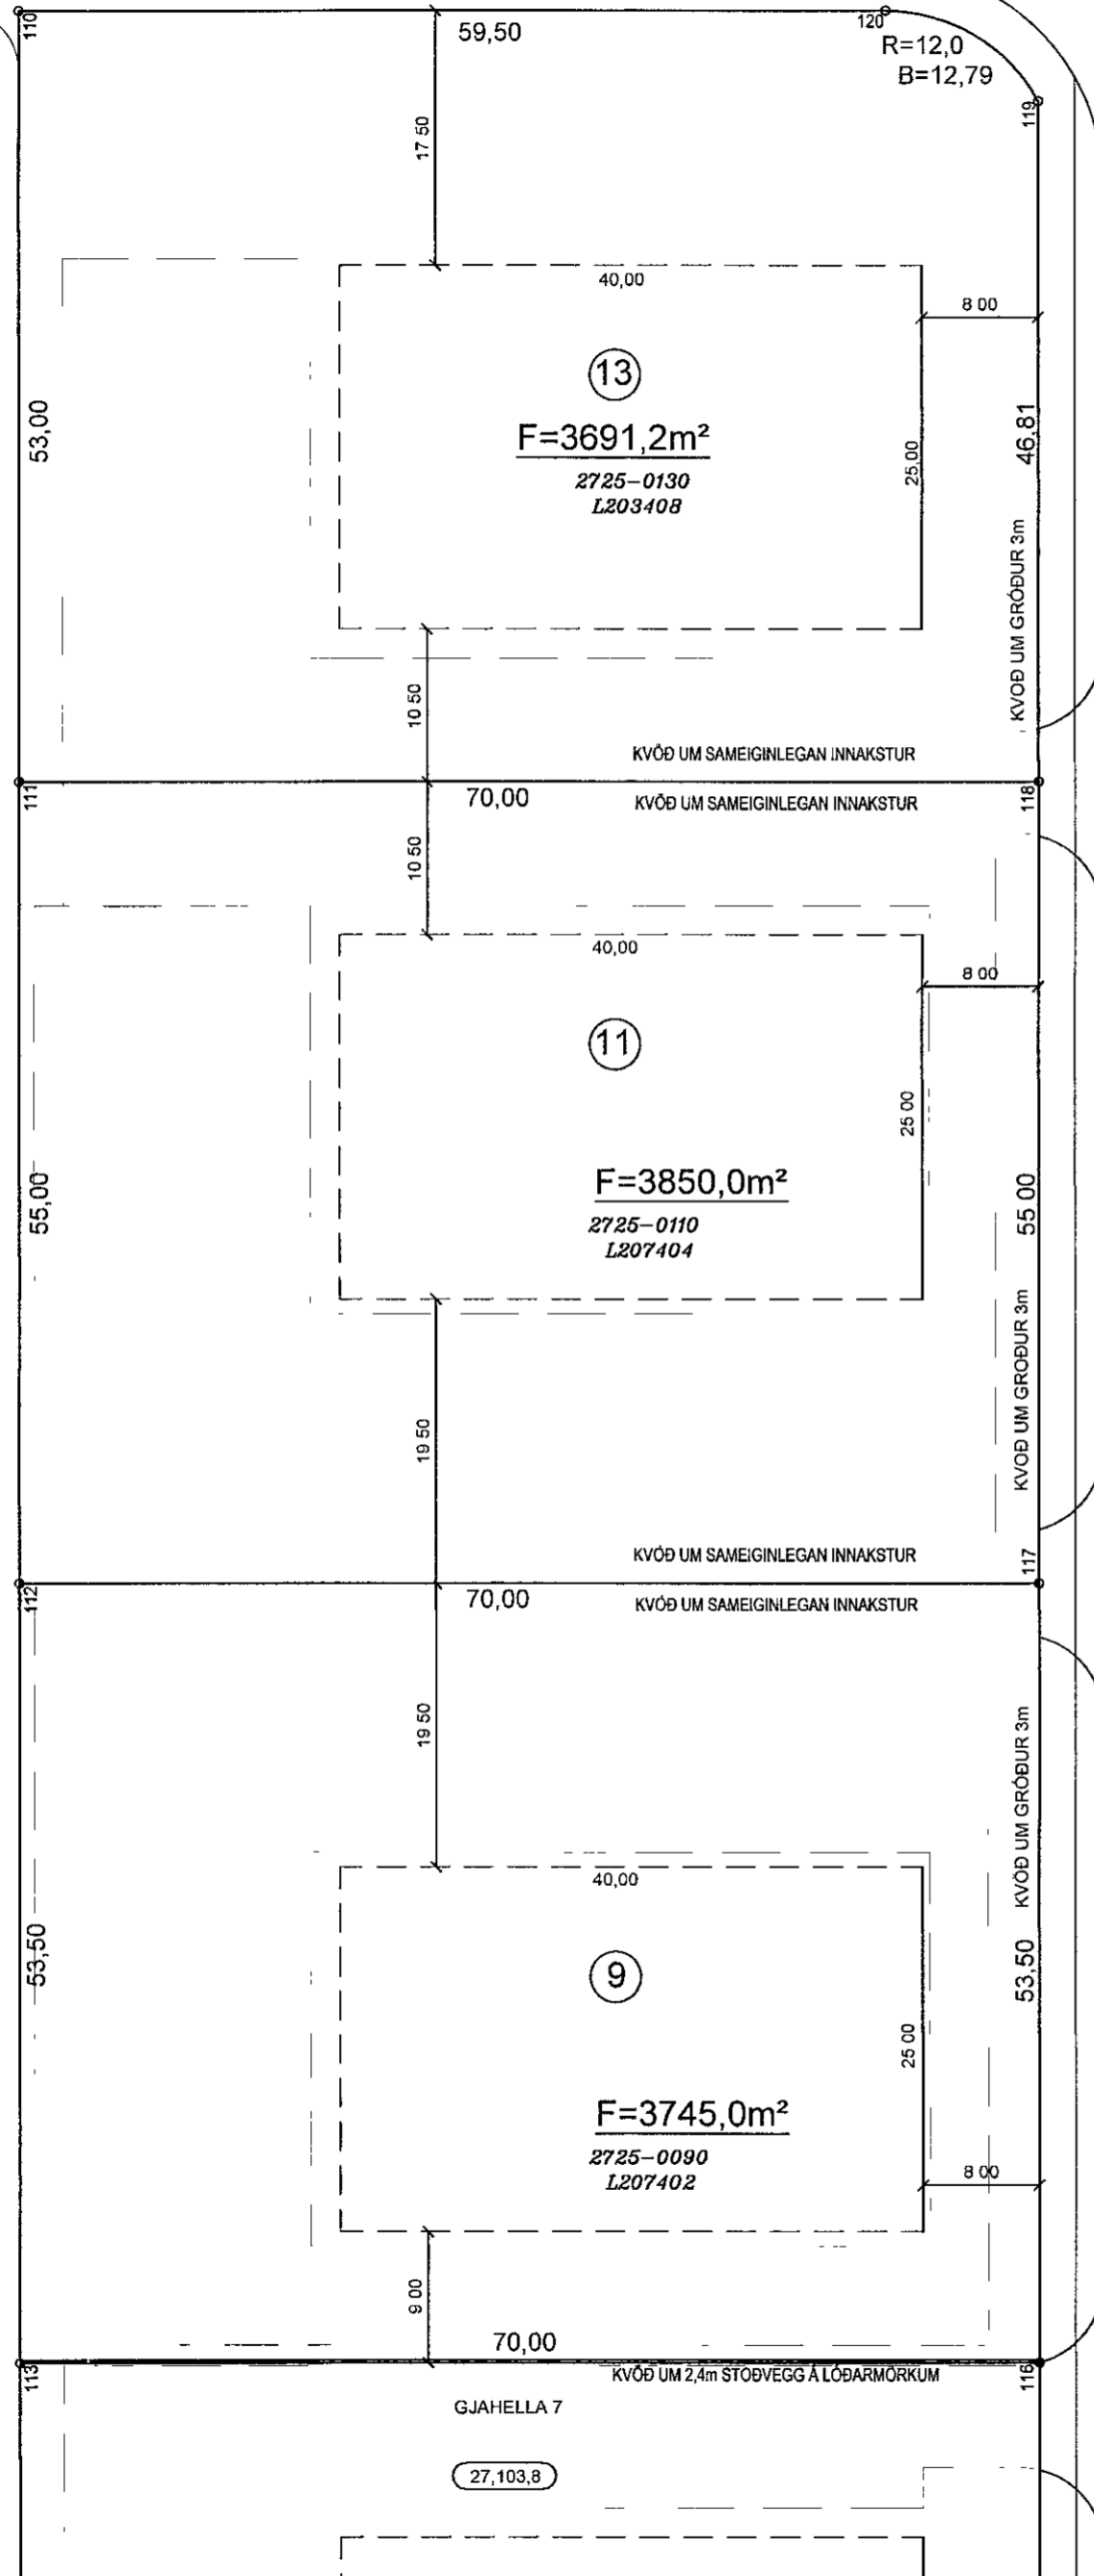 110
59,50
120
R=12,0
B=12,79
119
17 50
40,00
8 00
13
53,00
F=3691,2m²
2725-0130
L203408
25,00
46,81
KVOÐ UM GRÓÐUR 3m
10 50
KVÖÐ UM SAMEIGINLEGAN INNAKSTUR
111
70,00
KVÖÐ UM SAMEIGINLEGAN INNAKSTUR
118
10 50
40,00
8 00
11
25 00
55,00
F=3850,0m²
2725-0110
L207404
55 00
KVOÐ UM GROÐUR 3m
19 50
KVÖÐ UM SAMEIGINLEGAN INNAKSTUR
117
112
70,00
KVÖÐ UM SAMEIGINLEGAN INNAKSTUR
19 50
KVÖÐ UM GRÓÐUR 3m
40,00
53,50
9
53,50
25 00
F=3745,0m²
2725-0090
L207402
8 00
9 00
70,00
113
KVÖÐ UM 2,4m STOÐVEGG Á LÓÐARMÖRKUM
116
GJAHELLA 7
27,103,8